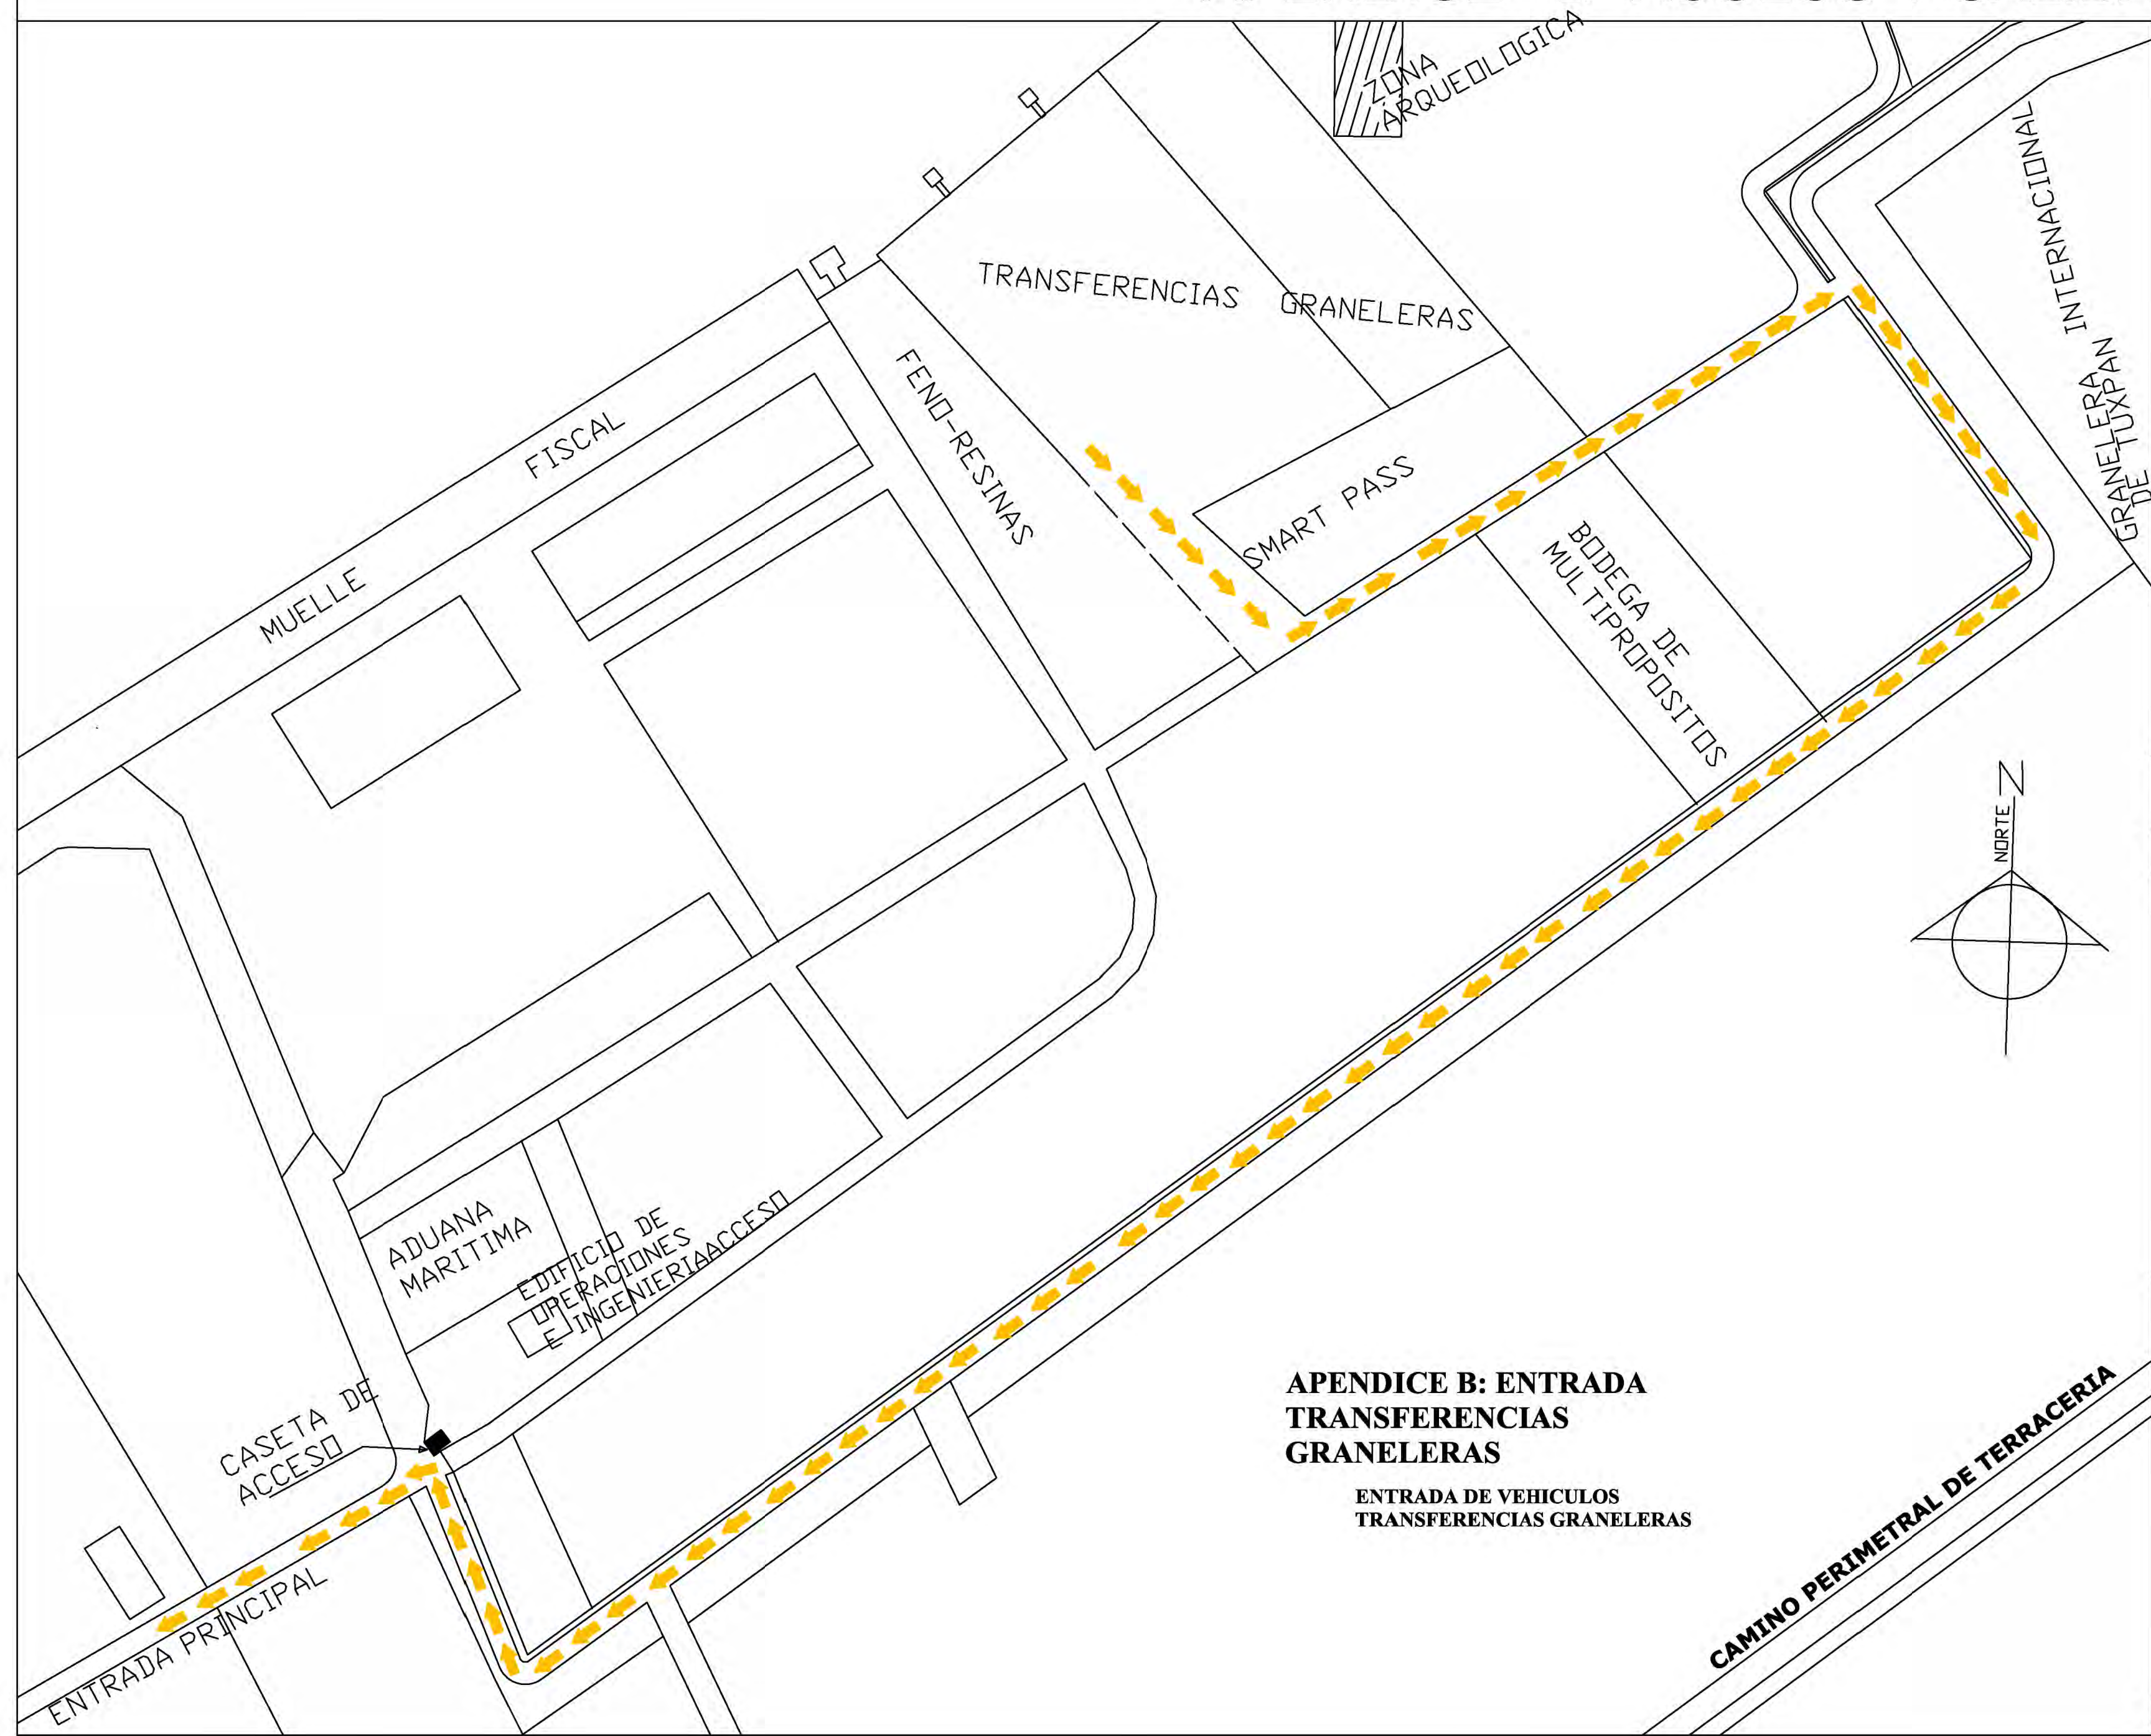 ZONA
ARQUEOLOGICA
INTERNACIONAL
GRANELERA
DE TUXPAN
TRANSFERENCIAS GRANELERAS
FENO-RESINAS
MUELLE FISCAL
SMART PASS
BODEGA DE
MULTIPROPOSITOS
N
NORTE
ADUANA
MARITIMA
EDIFICIO DE
OPERACIONES
E INGENIERIA
ACCESO
CASETA DE
ACCESO
ENTRADA PRINCIPAL
APENDICE B: ENTRADA
TRANSFERENCIAS
GRANELERAS
ENTRADA DE VEHICULOS
TRANSFERENCIAS GRANELERAS
CAMINO PERIMETRAL DE TERRACERIA